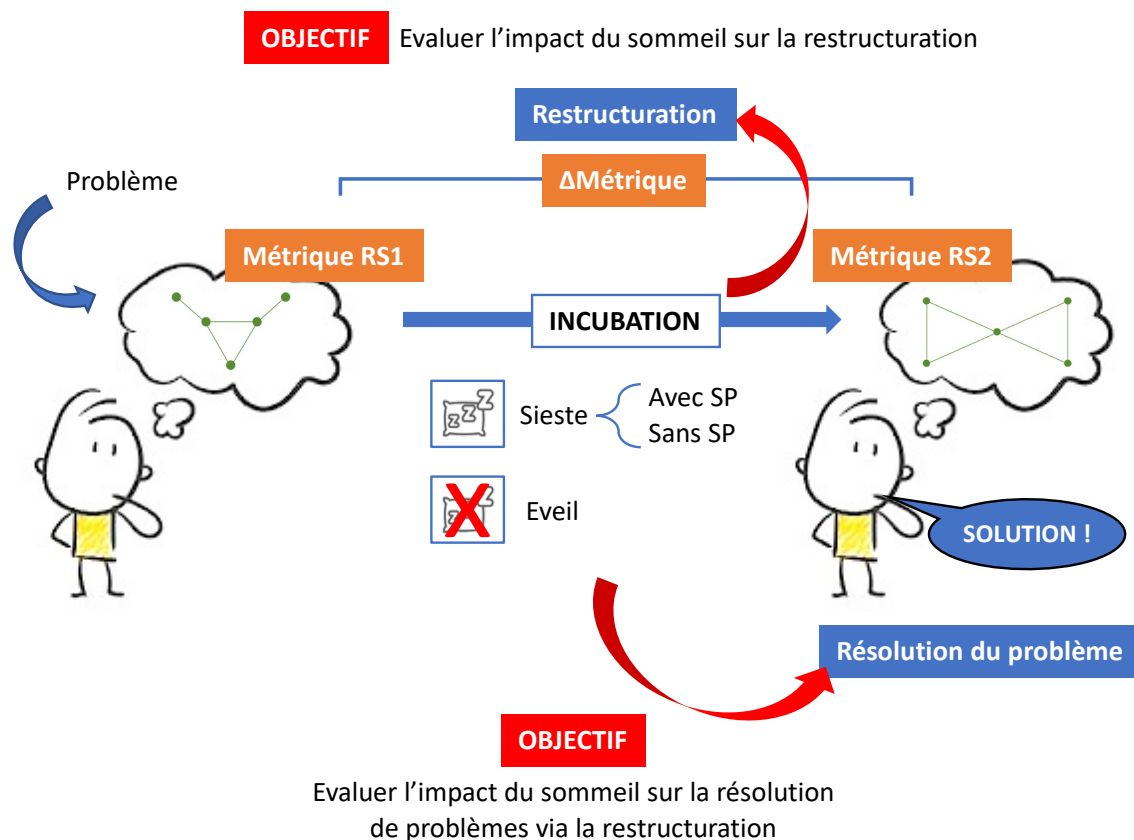 OBJECTIF Evaluer l’impact du sommeil sur la restructuration
Restructuration
Problème
ΔMétrique
Métrique RS1
Métrique RS2
INCUBATION
Sieste
Avec SP
Sans SP
Eveil
SOLUTION !
Résolution du problème
OBJECTIF
Evaluer l’impact du sommeil sur la résolution
de problèmes via la restructuration